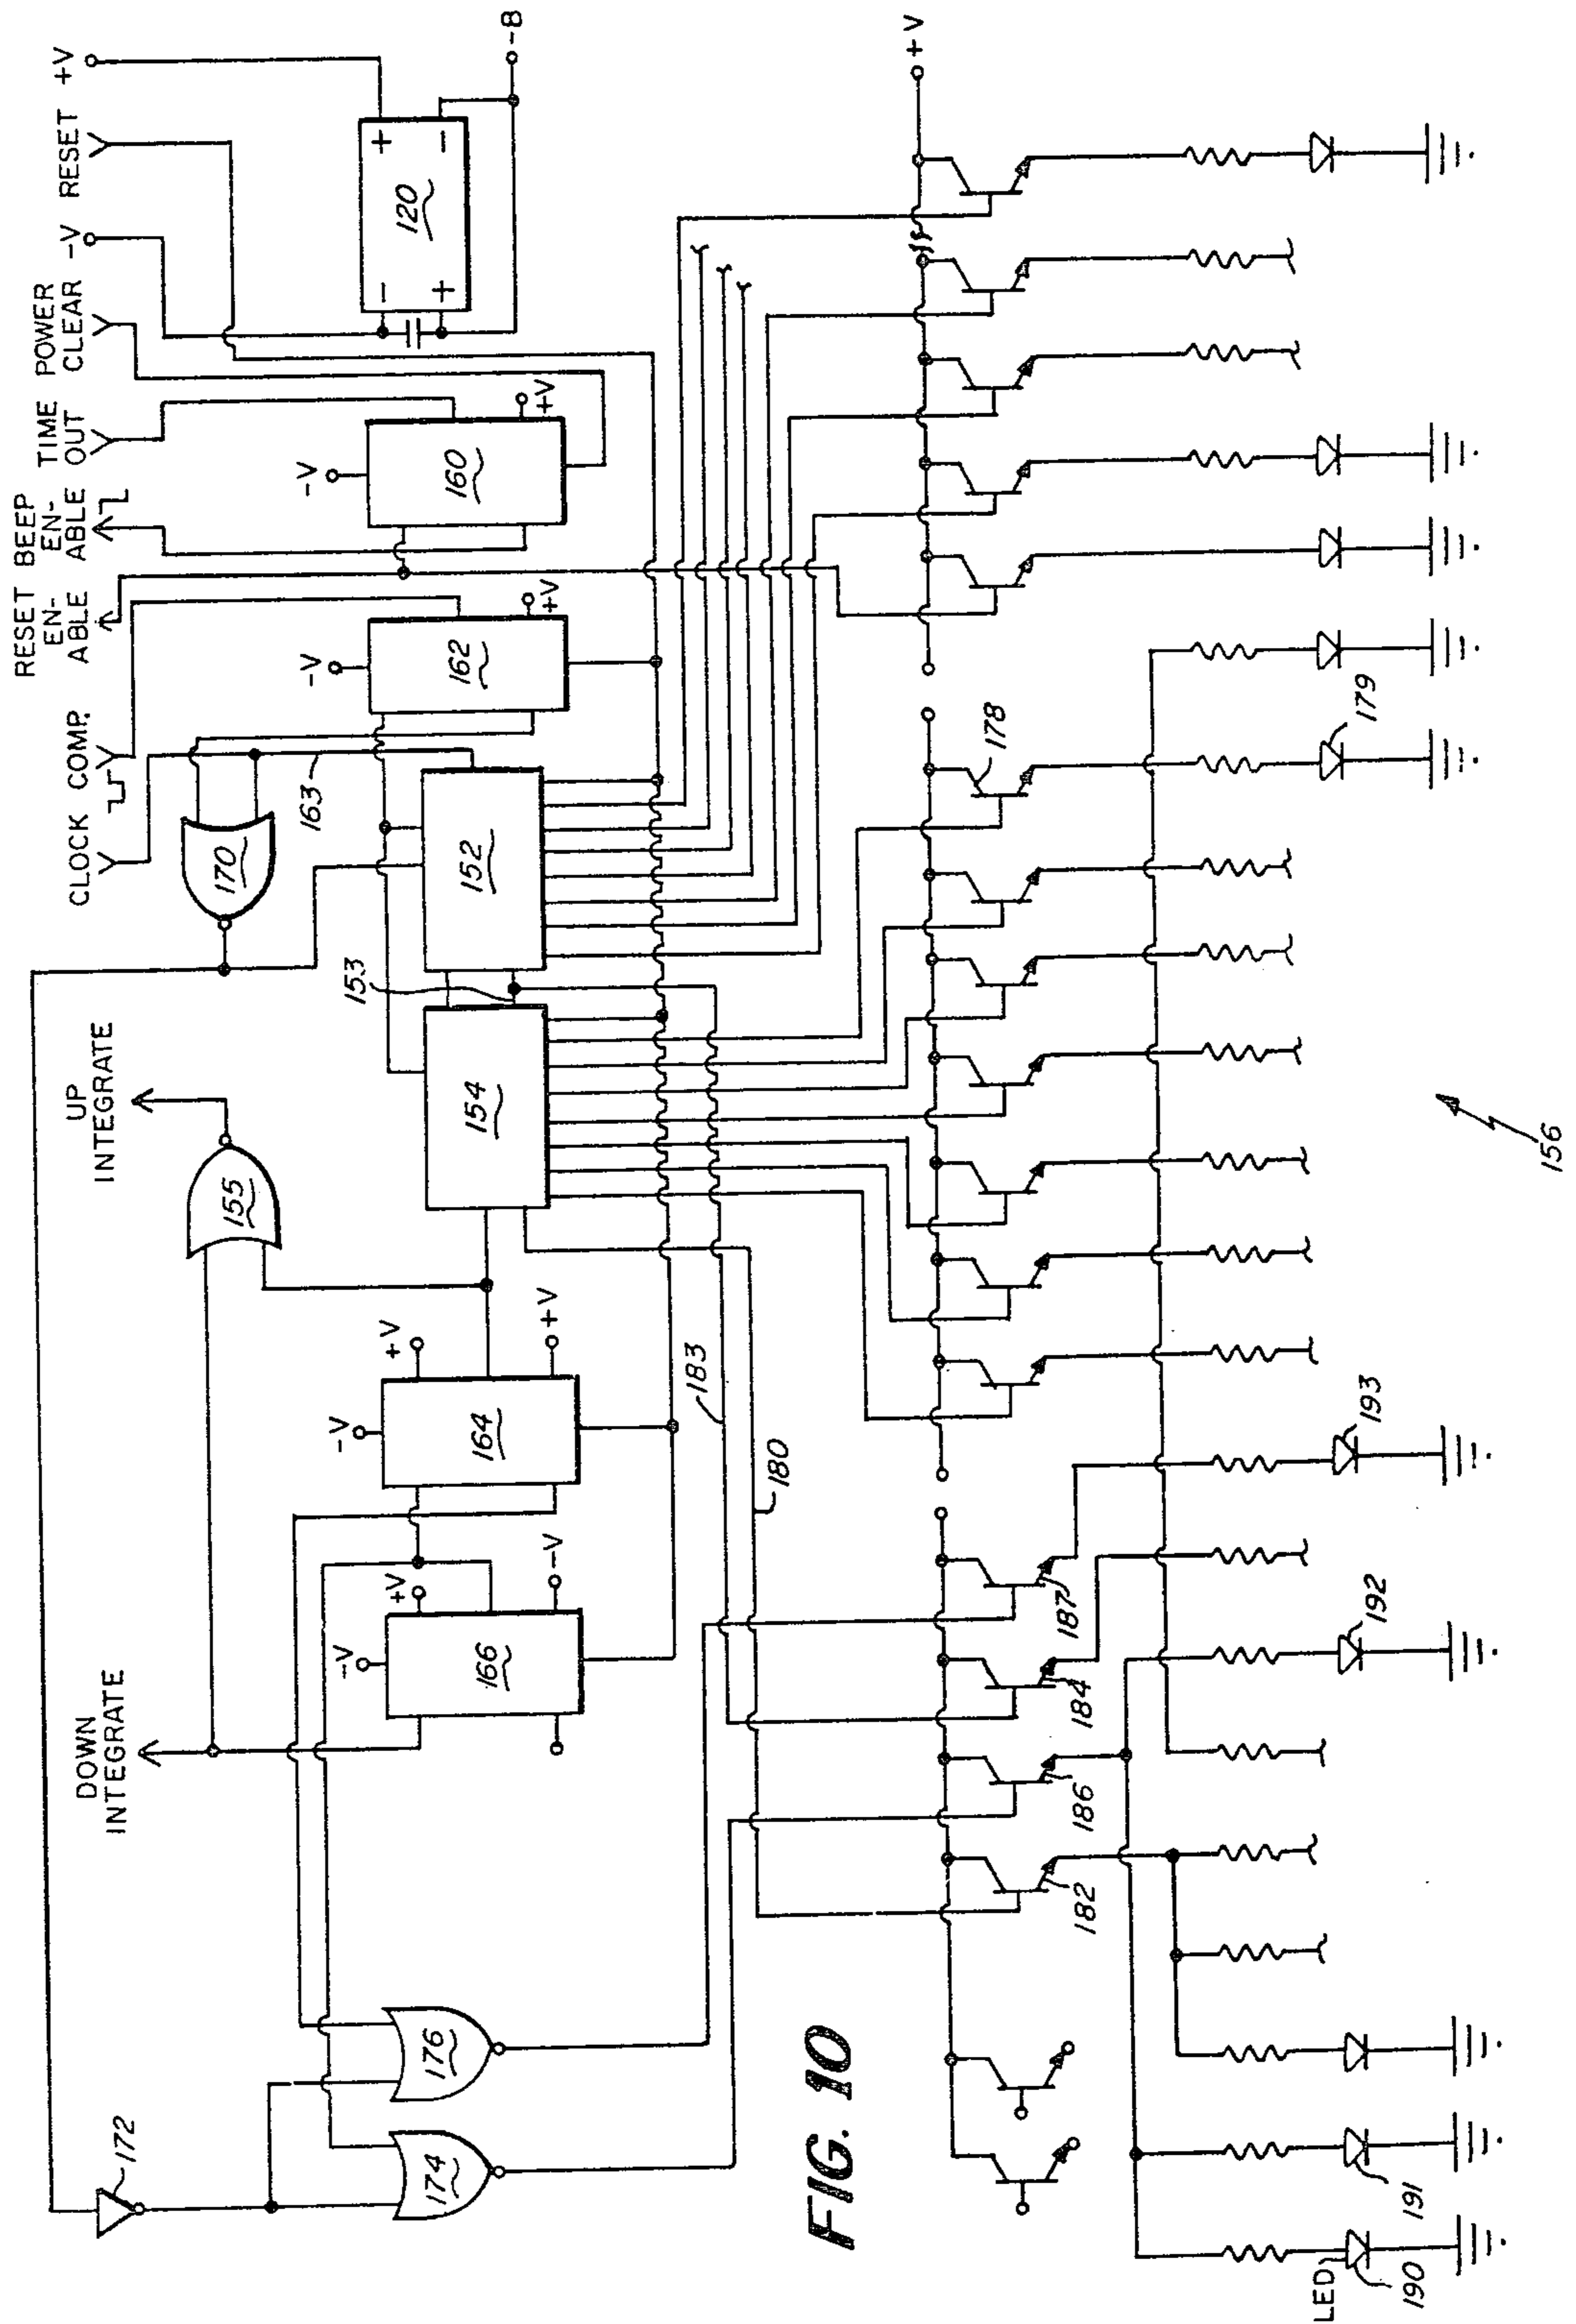 DOWN
INTEGRATE
UP
INTEGRATE
CLOCK
COMP.
RESET
EN-
ABLE
BEEP
EN-
ABLE
TIME
OUT
POWER
CLEAR
-V
RESET
+V
172
174
176
-V
+V
166
-V
-V
+V
164
+V
155
154
153
152
170
163
-V
162
+V
-V
160
+V
-
+
120
+
-
-B
183
180
+V
182
186
184
187
178
LED
190
191
192
193
179
156
FIG. 10